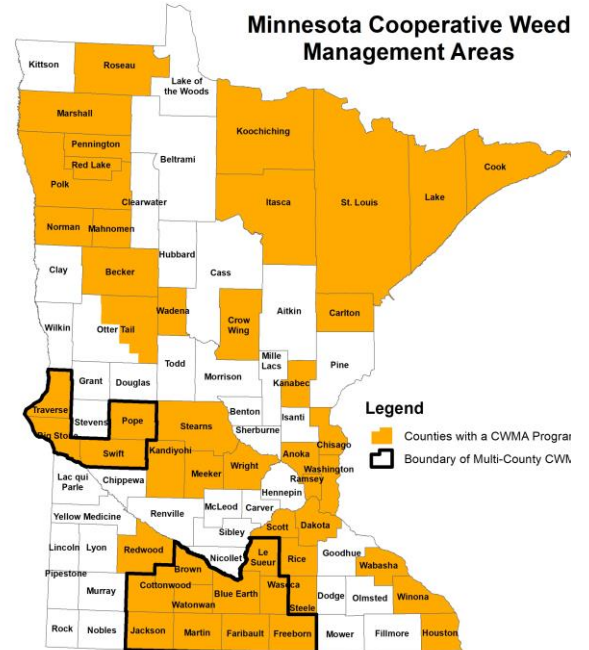 Minnesota Cooperative Weed
Management Areas
Kittson
Roseau
Lake of
the Woods
Marshall
Koochiching
Pennington
Beltrami
Red Lake
Cook
Polk
Clearwater
Itasca
St. Louis
Lake
Norman
Mahnomen
Hubbard
Clay
Becker
Cass
Wadena
Aitkin
Carlton
Wilkin
Otter Tail
Crow
Wing
Todd
Mille
Lacs
Pine
Grant
Douglas
Morrison
Kanabec
Traverse
Stevens
Pope
Benton
Isanti
Legend
Big Stone
Stearns
Sherburne
Chisago
Counties with a CWMA Program
Swift
Kandiyohi
Anoka
Boundary of Multi-County CWM
Lac qui
Parle
Chippewa
Meeker
Wright
Washington
Ramsey
Hennepin
Yellow Medicine
Renville
McLeod
Carver
Sibley
Scott
Dakota
Lincoln
Lyon
Redwood
Nicollet
Le
Sueur
Rice
Goodhue
Wabasha
Pipestone
Brown
Murray
Cottonwood
Watonwan
Blue Earth
Waseca
Steele
Dodge
Olmsted
Winona
Rock
Nobles
Jackson
Martin
Faribault
Freeborn
Mower
Fillmore
Houston